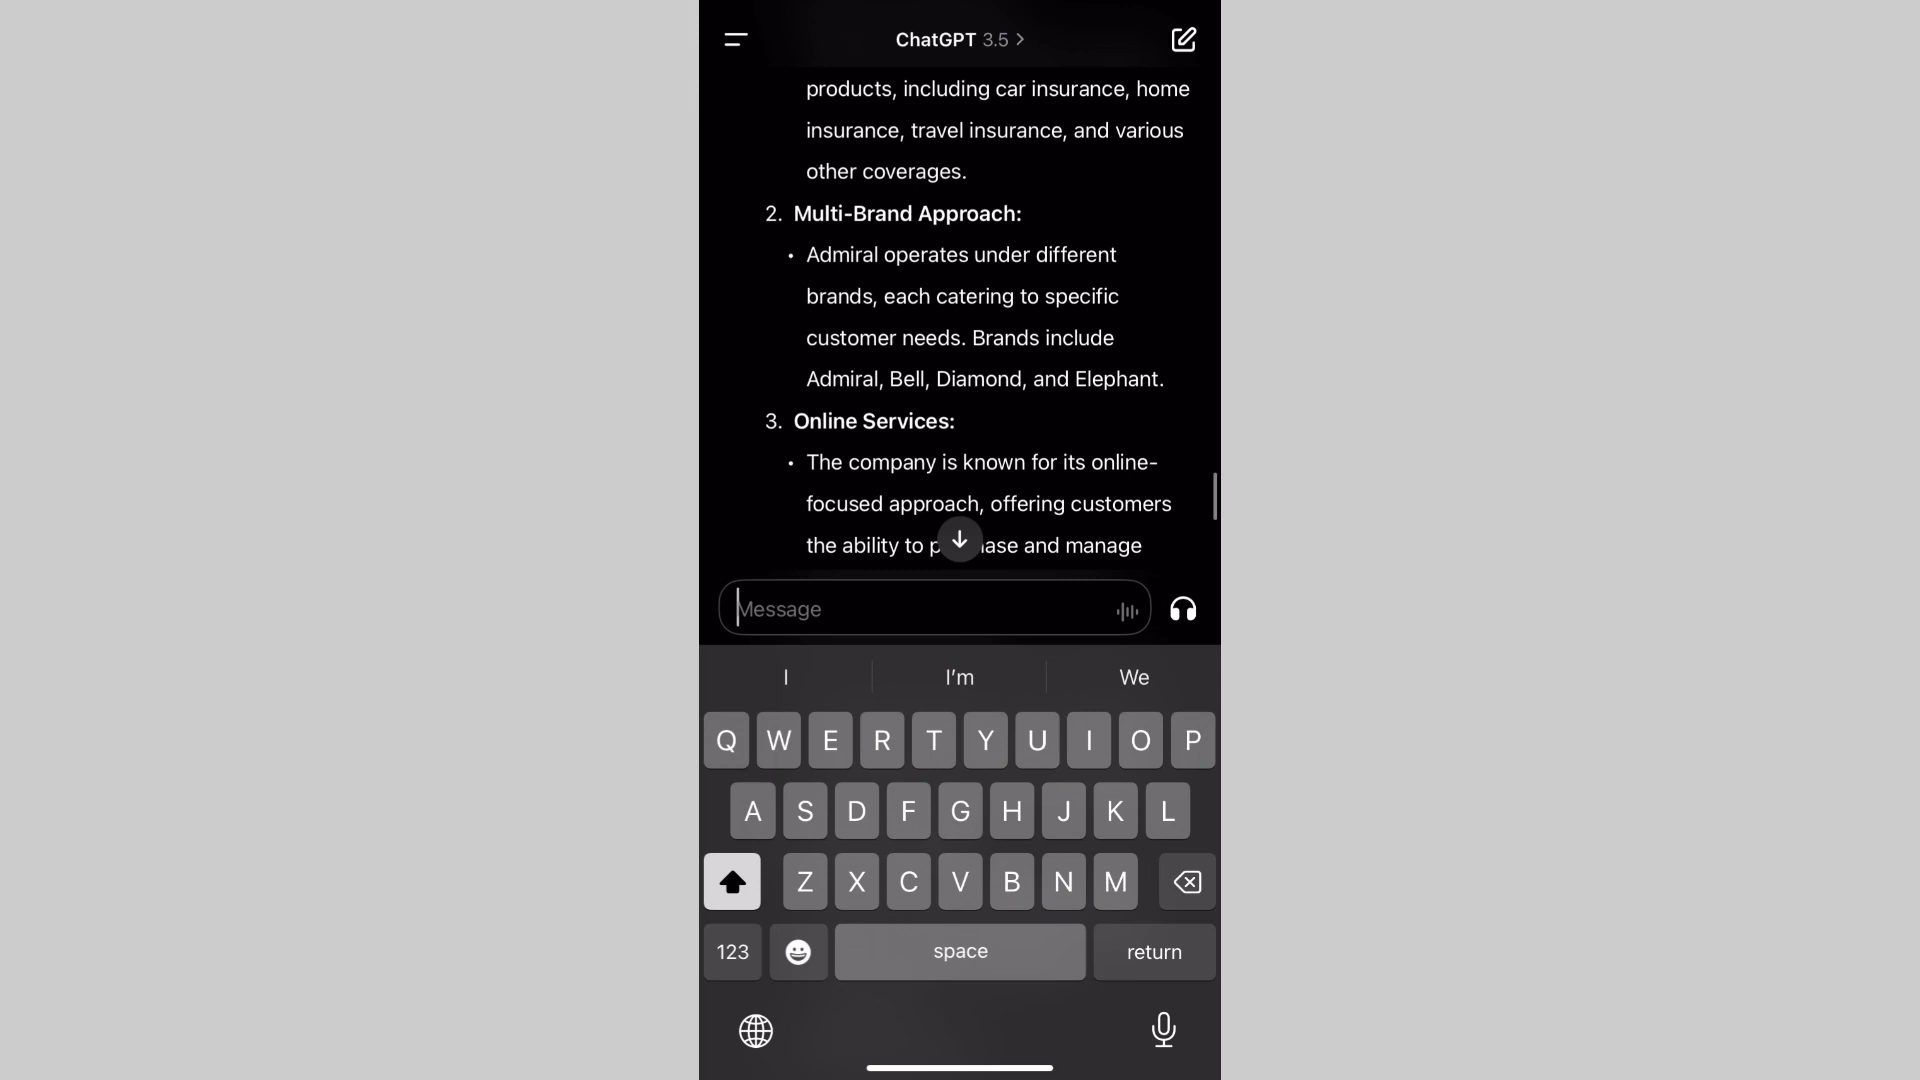 ChatGPT 3.5
products, including car insurance, home
insurance, travel insurance, and various
other coverages.
2. Multi-Brand Approach:
• Admiral operates under different
brands, each catering to specific
customer needs. Brands include
Admiral, Bell, Diamond, and Elephant.
3. Online Services:
• The company is known for its online-
focused approach, offering customers
the ability to and manage
Message
I I'm We
Q W E R T Y U I O P
A S D F G H J K L
Z X C V B N M
123 space return